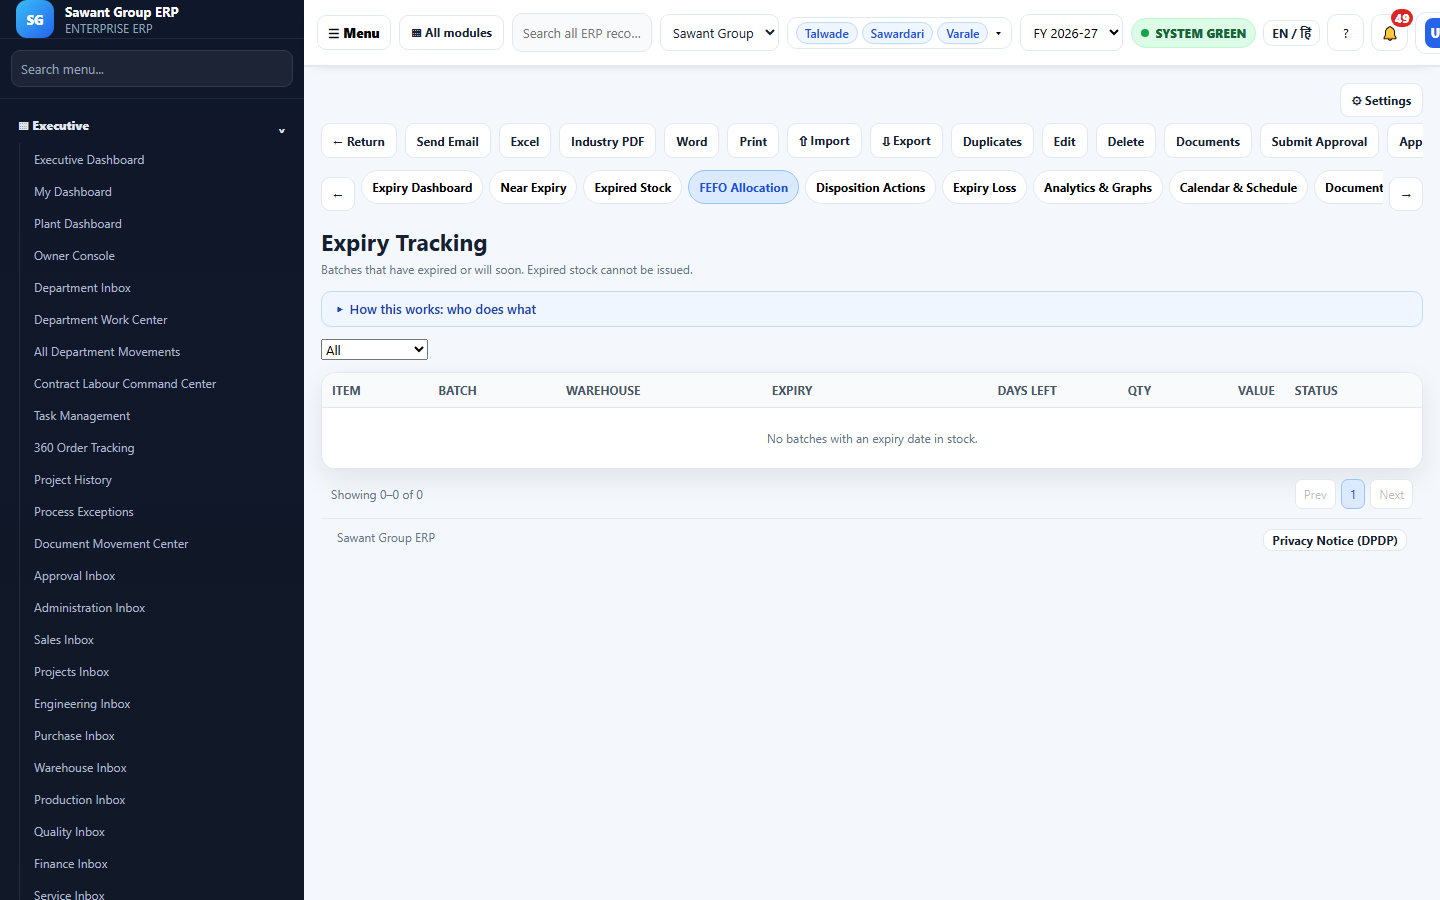 SG
Sawant Group ERP
ENTERPRISE ERP
Search menu...
Executive
Executive Dashboard
My Dashboard
Plant Dashboard
Owner Console
Department Inbox
Department Work Center
All Department Movements
Contract Labour Command Center
Task Management
360 Order Tracking
Project History
Process Exceptions
Document Movement Center
Approval Inbox
Administration Inbox
Sales Inbox
Projects Inbox
Engineering Inbox
Purchase Inbox
Warehouse Inbox
Production Inbox
Quality Inbox
Finance Inbox
Service Inbox
☰ Menu
All modules
Search all ERP reco...
Sawant Group
Talwade Sawardari Varale
FY 2026-27
SYSTEM GREEN
EN / हिं
?
49
U
⚙ Settings
← Return Send Email Excel Industry PDF Word Print ⇧ Import ⇩ Export Duplicates Edit Delete Documents Submit Approval App
← Expiry Dashboard Near Expiry Expired Stock FEFO Allocation Disposition Actions Expiry Loss Analytics & Graphs Calendar & Schedule Document →
Expiry Tracking
Batches that have expired or will soon. Expired stock cannot be issued.
▸ How this works: who does what
All
ITEM BATCH WAREHOUSE EXPIRY DAYS LEFT QTY VALUE STATUS
No batches with an expiry date in stock.
Showing 0–0 of 0
Prev 1 Next
Sawant Group ERP
Privacy Notice (DPDP)